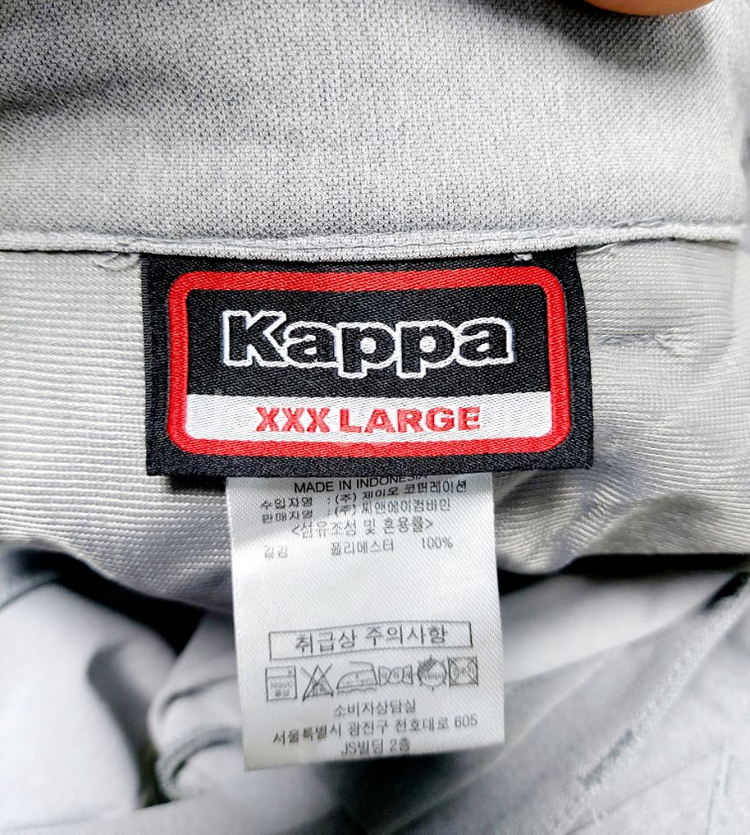 Kappa
XXX LARGE
MADE IN INDONESIA
수입자명 : (주) 제이오 코퍼레이션
판매자명 : (주) 씨앤에이컴바인
<섬유조성 및 혼용률>
겉감 폴리에스터 100%
취급상 주의사항
소비자상담실
서울특별시 광진구 천호대로 605
JS빌딩 2층